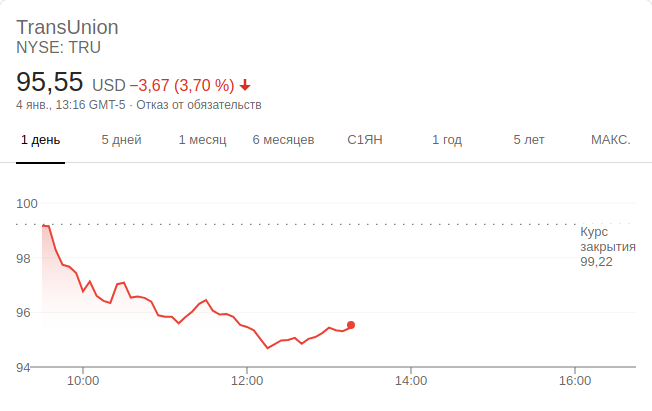 TransUnion
NYSE: TRU
95,55 USD −3,67 (3,70 %)
4 янв., 13:16 GMT-5 · Отказ от обязательств
1 день 5 дней 1 месяц 6 месяцев С1ЯН 1 год 5 лет МАКС.
100
Курс
закрытия
99,22
98
96
94
10:00 12:00 14:00 16:00